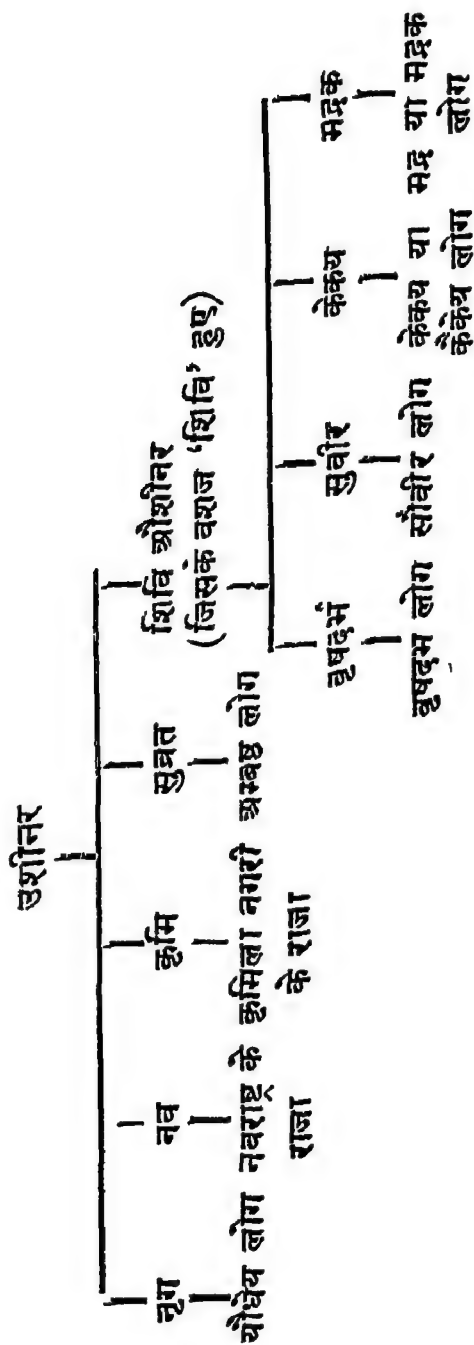 उशीनर
नृग नव कृमि सुव्रत शिवि औशीनर
(जिसके वशज 'शिवि' हुए)
यौधेय लोग नवराष्ट्र के कृमिला नगरी अम्बष्ठ लोग
राजा के राजा
वृषदर्भ सुवीर केकय मद्रक
वृषदर्भ लोग सौवीर लोग केकय या मद्र या मद्रक
कैकेय लोग लोग